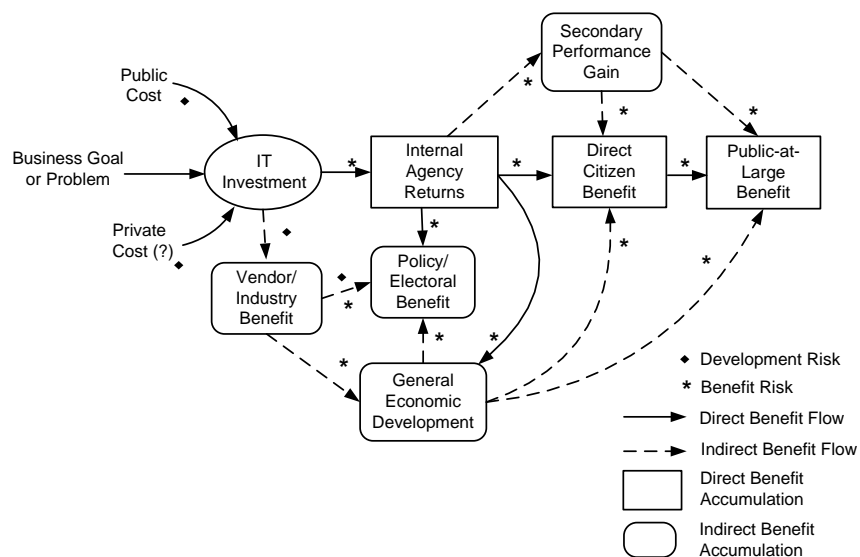 Secondary
Performance
Gain
Public
Cost
Business Goal
or Problem
IT
Investment
Internal
Agency
Returns
Direct
Citizen
Benefit
Public-at-
Large
Benefit
Private
Cost (?)
Vendor/
Industry
Benefit
Policy/
Electoral
Benefit
General
Economic
Development
Development Risk
* Benefit Risk
Direct Benefit Flow
Indirect Benefit Flow
Direct Benefit
Accumulation
Indirect Benefit
Accumulation